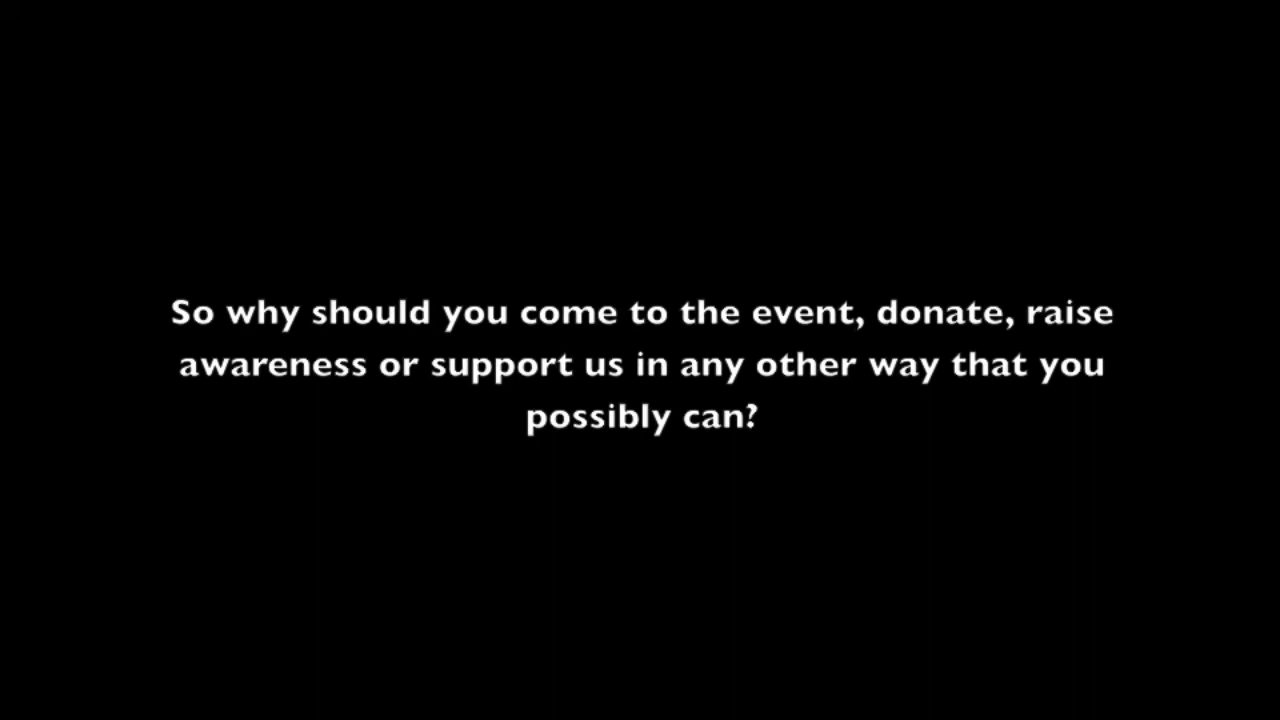 So why should you come to the event, donate, raise
awareness or support us in any other way that you
possibly can?